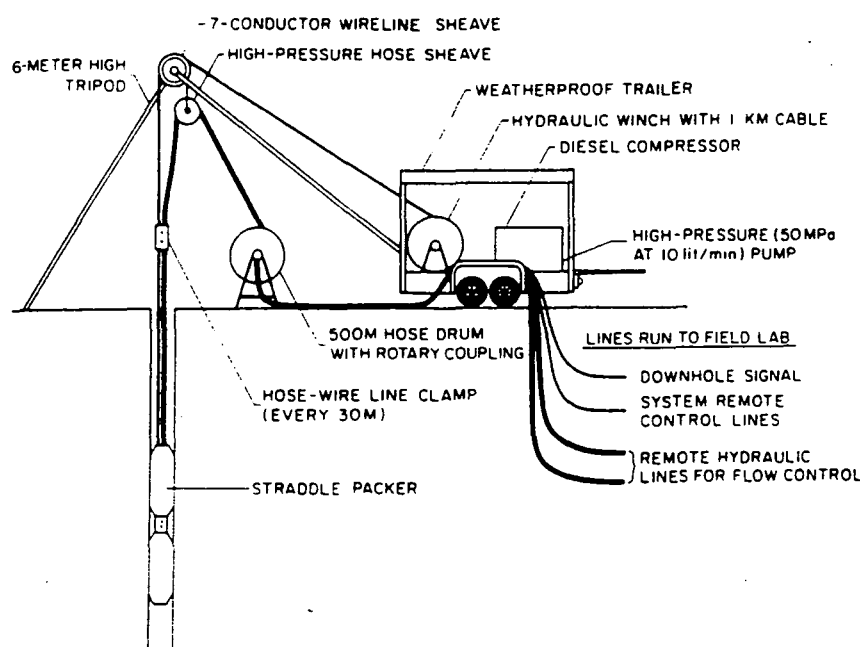 -7-CONDUCTOR WIRELINE SHEAVE
HIGH-PRESSURE HOSE SHEAVE
6-METER HIGH
TRIPOD
WEATHERPROOF TRAILER
HYDRAULIC WINCH WITH 1 KM CABLE
DIESEL COMPRESSOR
HIGH-PRESSURE (50MPa
AT 10 lit/min) PUMP
500M HOSE DRUM
WITH ROTARY COUPLING
LINES RUN TO FIELD LAB
DOWNHOLE SIGNAL
SYSTEM REMOTE
CONTROL LINES
HOSE-WIRE LINE CLAMP
(EVERY 30M)
REMOTE HYDRAULIC
LINES FOR FLOW CONTROL
STRADDLE PACKER